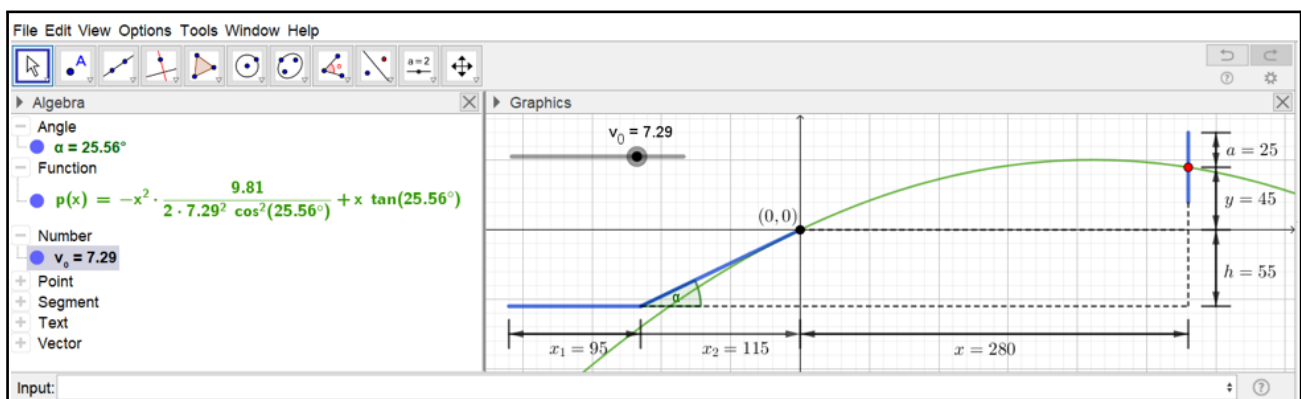 File Edit View Options Tools Window Help
A
a=2
Algebra
Graphics
Angle
α = 25.56°
Function
p(x) = −x² · 9.81 / (2 · 7.29² cos²(25.56°)) + x tan(25.56°)
Number
v₀ = 7.29
Point
Segment
Text
Vector
v₀ = 7.29
a = 25
y = 45
(0, 0)
h = 55
α
x₁ = 95
x₂ = 115
x = 280
Input: